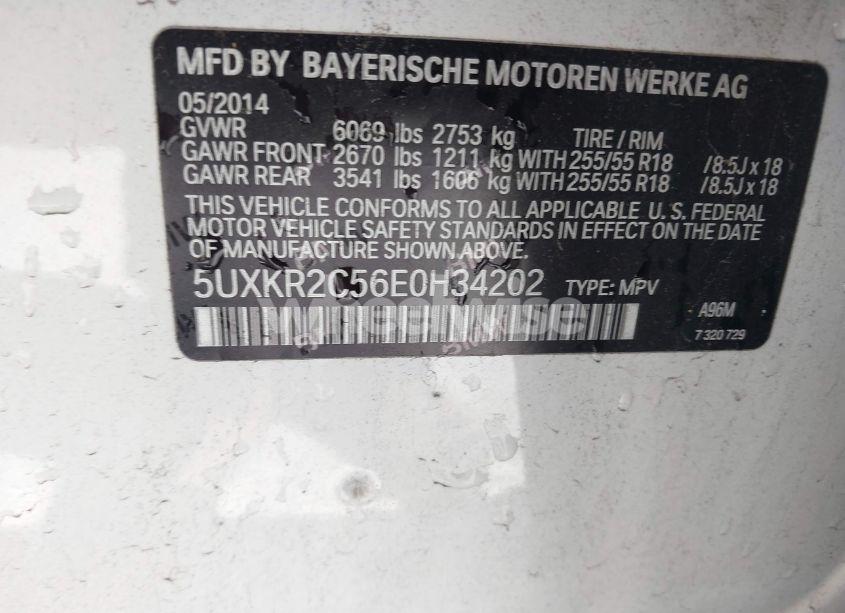 MFD BY BAYERISCHE MOTOREN WERKE AG
05/2014
GVWR 6069 lbs 2753 kg TIRE / RIM
GAWR FRONT 2670 lbs 1211 kg WITH 255/55 R18 /8.5J x 18
GAWR REAR 3541 lbs 1606 kg WITH 255/55 R18 /8.5J x 18
THIS VEHICLE CONFORMS TO ALL APPLICABLE U. S. FEDERAL
MOTOR VEHICLE SAFETY STANDARDS IN EFFECT ON THE DATE
OF MANUFACTURE SHOWN ABOVE.
5UXKR2C56E0H34202 TYPE: MPV
A96M
7 320 729